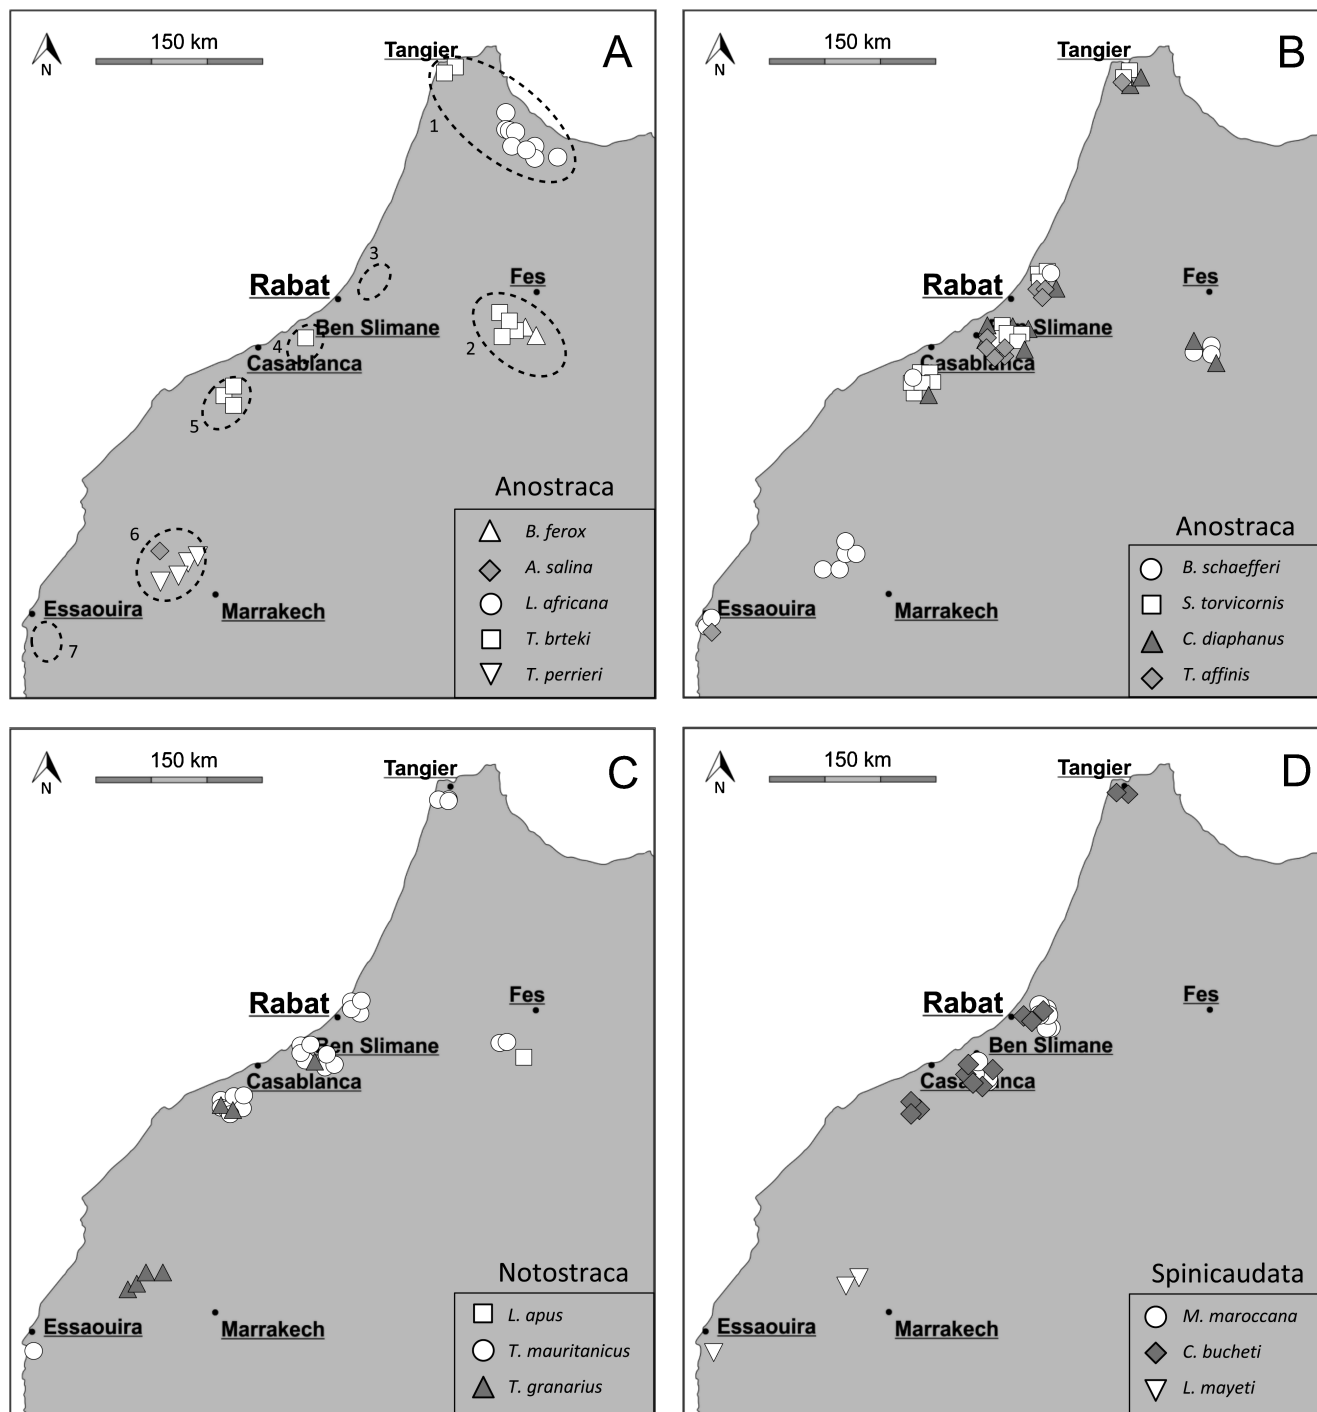 150 km
A
N
Tangier
1
3
Rabat
Fes
Ben Slimane
4
2
Casablanca
5
6
Essaouira
Marrakech
7
Anostraca
B. ferox
A. salina
L. africana
T. brteki
T. perrieri
150 km
B
N
Tangier
Rabat
Fes
Slimane
asablanca
Essaouira
Marrakech
Anostraca
B. schaefferi
S. torvicornis
C. diaphanus
T. affinis
150 km
C
N
Tangier
Rabat
Fes
Ben Slimane
Casablanca
Essaouira
Marrakech
Notostraca
L. apus
T. mauritanicus
T. granarius
150 km
D
N
Tangier
Rabat
Fes
Ben Slimane
Casablanca
Essaouira
Marrakech
Spinicaudata
M. maroccana
C. bucheti
L. mayeti